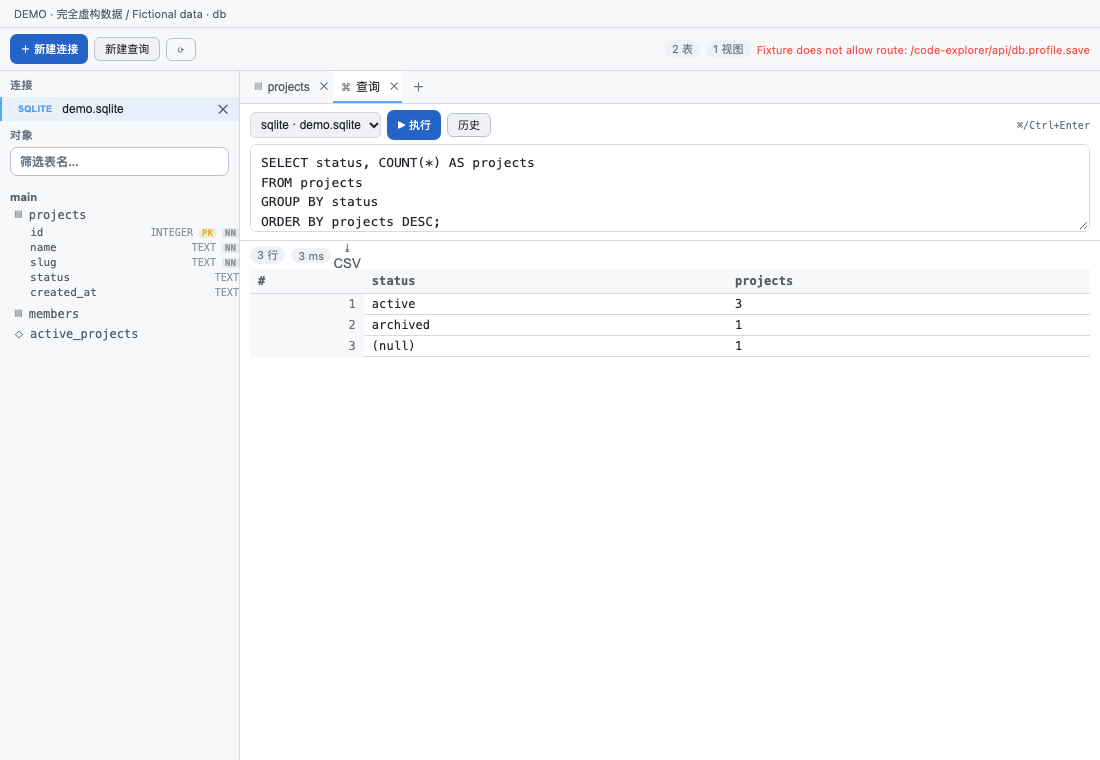 DEMO · 完全虚构数据 / Fictional data · db
+ 新建连接 新建查询 ⟳ 2 表 1 视图 Fixture does not allow route: /code-explorer/api/db.profile.save
连接
SQLITE demo.sqlite ×
对象
筛选表名...
main
▤ projects
id INTEGER PK NN
name TEXT NN
slug TEXT NN
status TEXT
created_at TEXT
▤ members
◇ active_projects
▤ projects × ⌘ 查询 × +
sqlite · demo.sqlite ▶ 执行 历史 ⌘/Ctrl+Enter
SELECT status, COUNT(*) AS projects
FROM projects
GROUP BY status
ORDER BY projects DESC;
3 行 3 ms ⤓ CSV
# status projects
1 active 3
2 archived 1
3 (null) 1